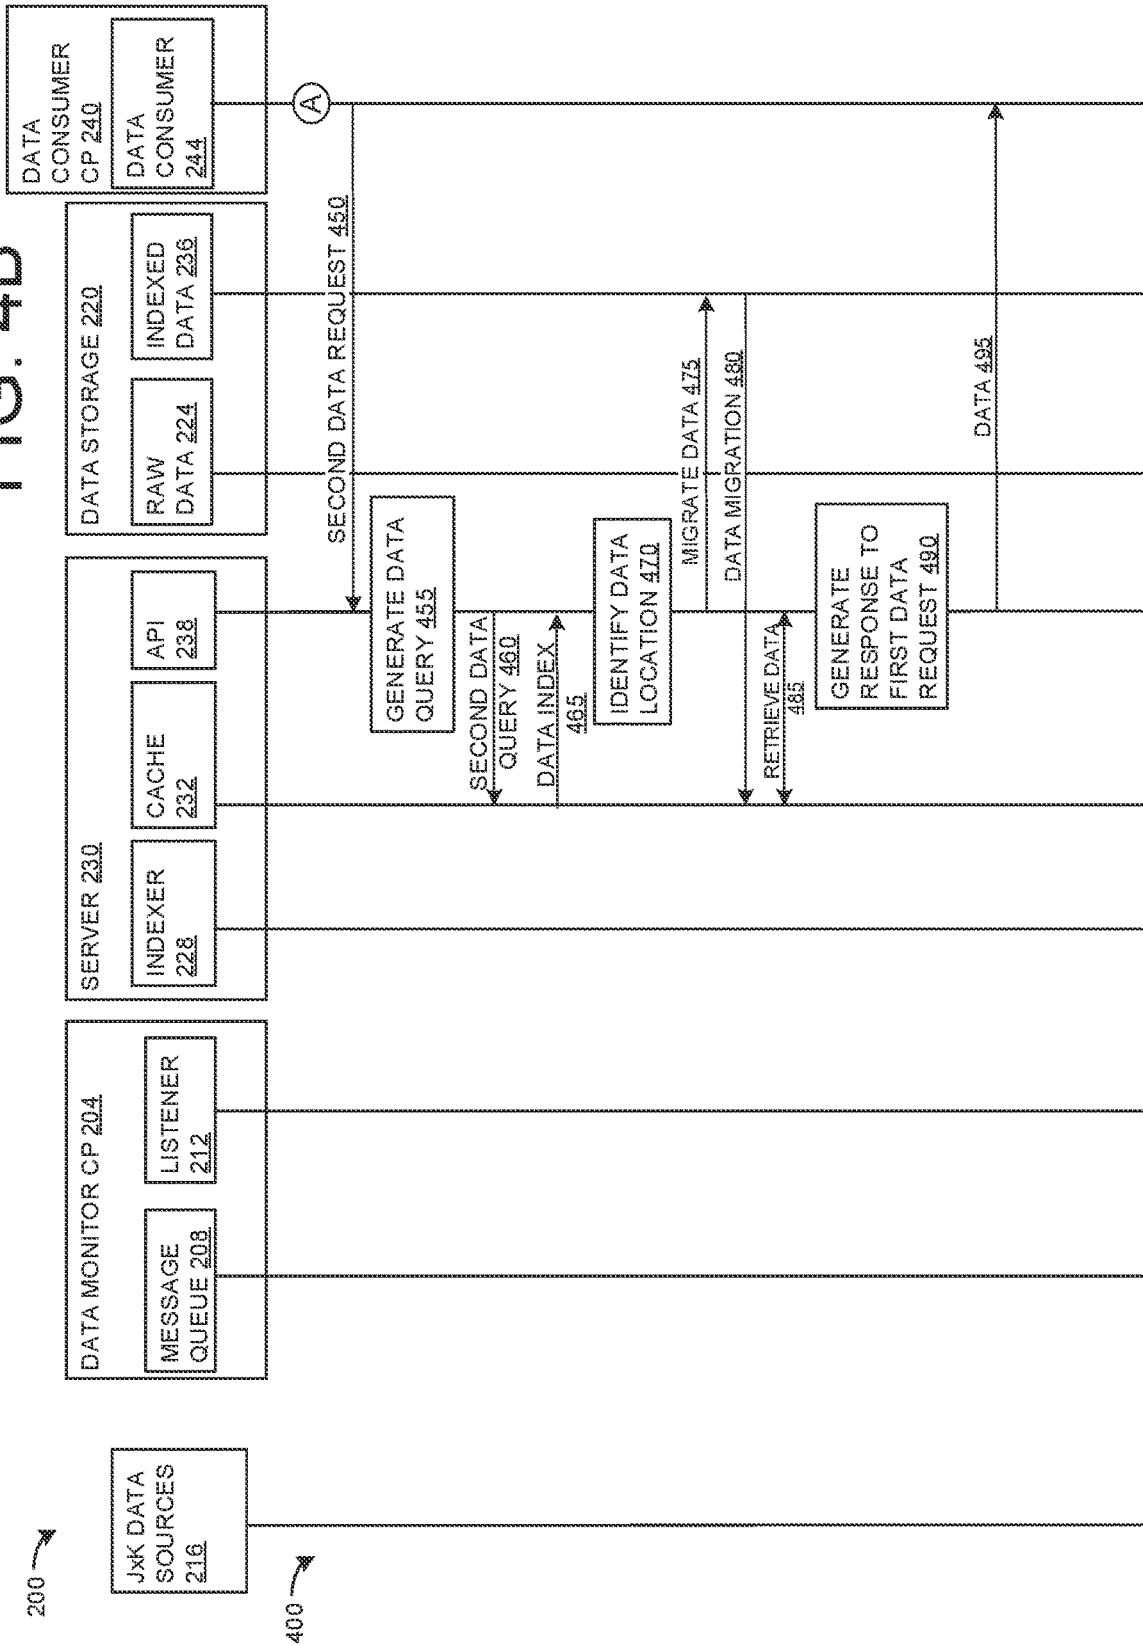 FIG. 4B
200
400
JxK DATA
SOURCES
216
DATA MONITOR CP 204
MESSAGE
QUEUE 208
LISTENER
212
SERVER 230
INDEXER
228
CACHE
232
API
238
DATA STORAGE 220
RAW
DATA 224
INDEXED
DATA 236
DATA
CONSUMER
CP 240
DATA
CONSUMER
244
A
SECOND DATA REQUEST 450
GENERATE DATA
QUERY 455
SECOND DATA
QUERY 460
DATA INDEX
465
IDENTIFY DATA
LOCATION 470
MIGRATE DATA 475
DATA MIGRATION 480
RETRIEVE DATA
485
GENERATE
RESPONSE TO
FIRST DATA
REQUEST 490
DATA 495